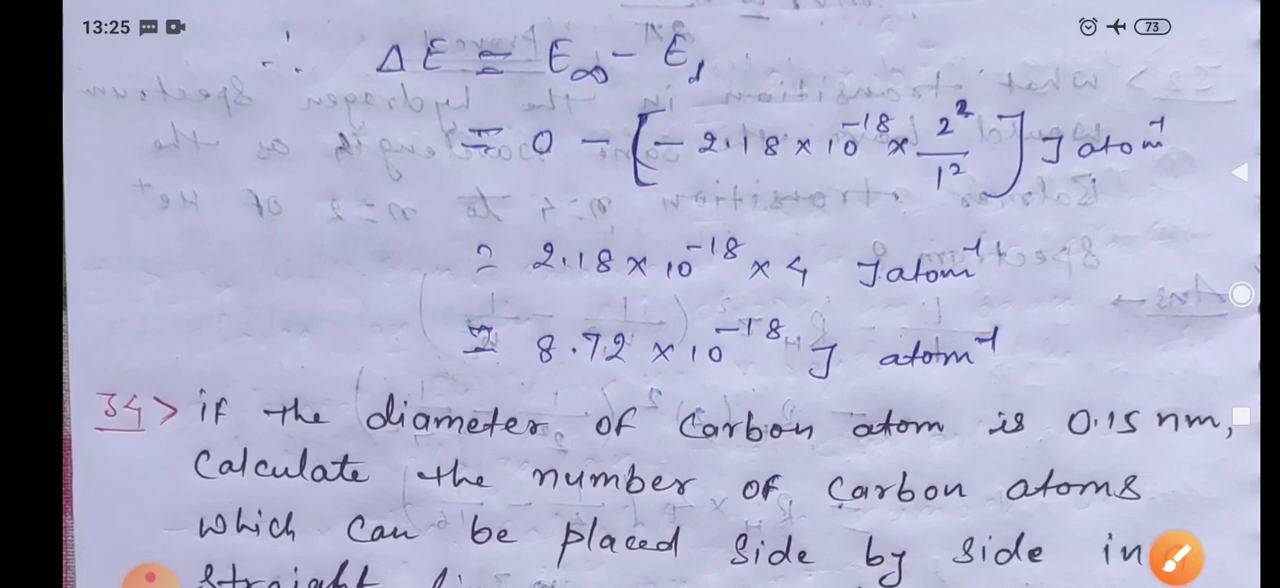 13:25
73
∴ ΔE = E∞ - E₁
= 0 - [- 2.18 × 10⁻¹⁸ × 2²/1²] J atom⁻¹
= 2.18 × 10⁻¹⁸ × 4 J atom⁻¹
= 8.72 × 10⁻¹⁸ J atom⁻¹
34> if the diameter of Carbon atom is 0.15 nm,
Calculate the number of Carbon atoms
which can be placed side by side in
straight